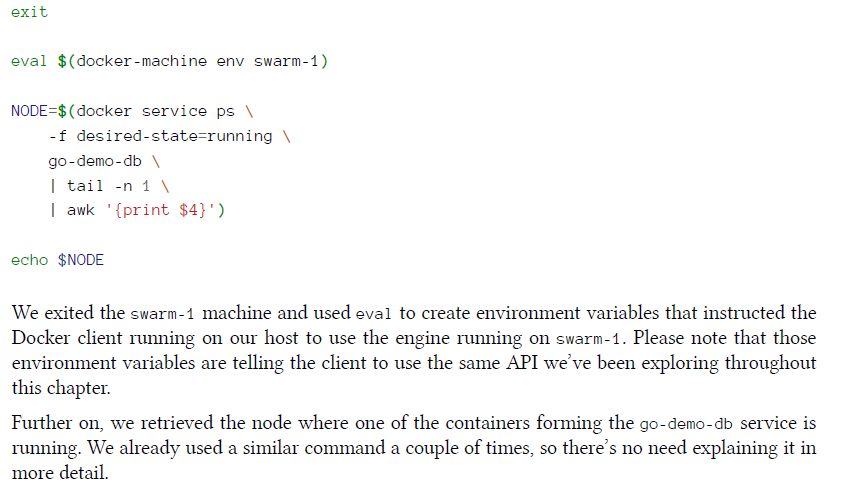 exit
eval $(docker-machine env swarm-1)
NODE=$(docker service ps \
-f desired-state=running \
go-demo-db \
| tail -n 1 \
| awk '{print $4}')
echo $NODE
We exited the swarm-1 machine and used eval to create environment variables that instructed the
Docker client running on our host to use the engine running on swarm-1. Please note that those
environment variables are telling the client to use the same API we’ve been exploring throughout
this chapter.
Further on, we retrieved the node where one of the containers forming the go-demo-db service is
running. We already used a similar command a couple of times, so there’s no need explaining it in
more detail.